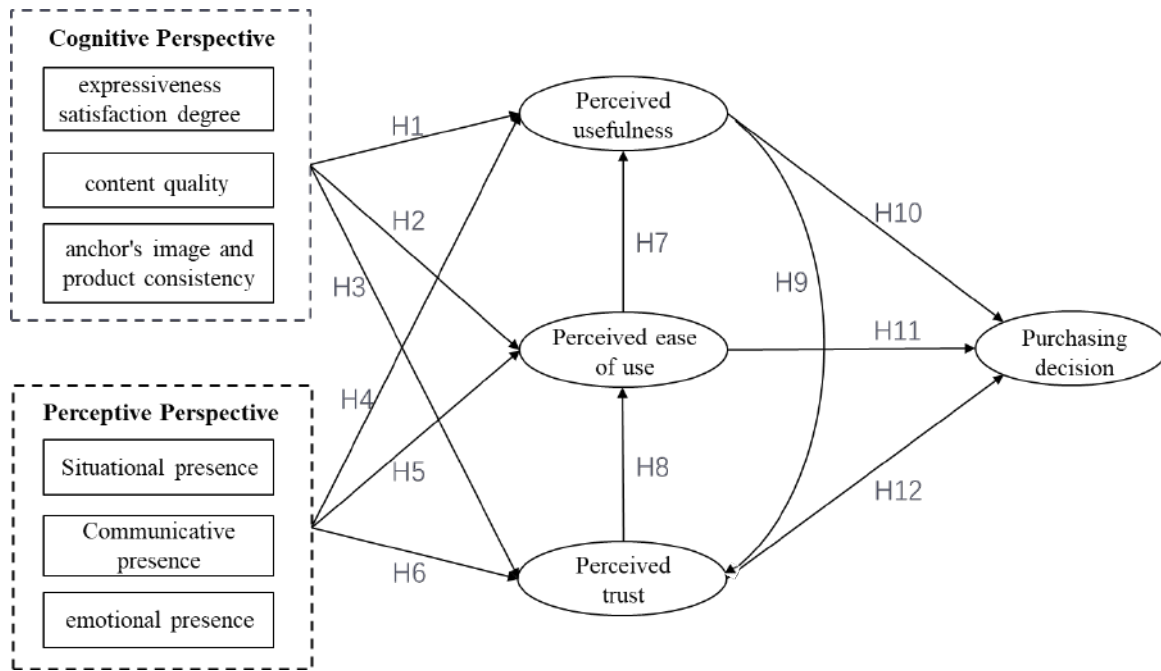 Cognitive Perspective
expressiveness
satisfaction degree
content quality
anchor's image and
product consistency
Perceptive Perspective
Situational presence
Communicative
presence
emotional presence
H1
H2
H3
H4
H5
H6
Perceived
usefulness
H7
Perceived ease
of use
H8
Perceived
trust
H9
H10
H11
H12
Purchasing
decision